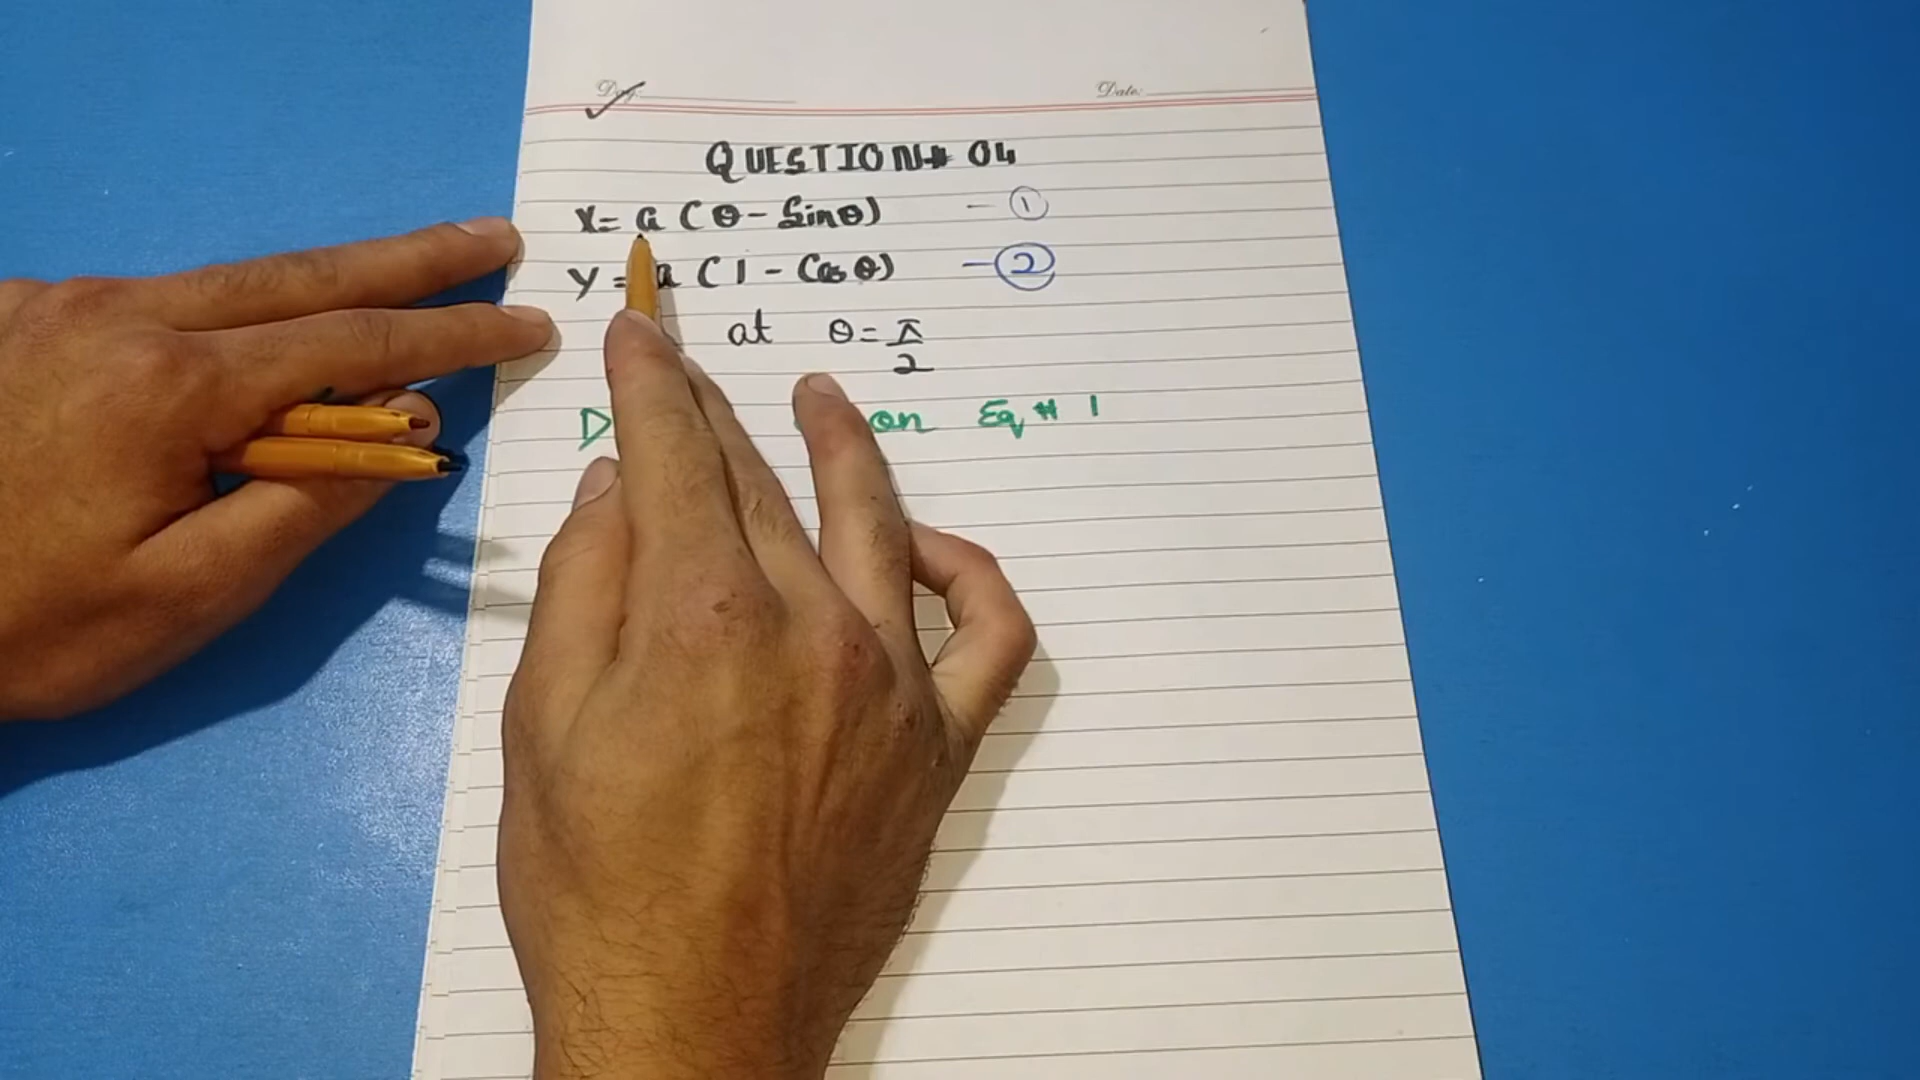 Day: Date:
QUESTION# 04
x = a (θ - Sinθ) - ①
y = a (1 - Cosθ) - ②
at θ = π/2
D on Eq # 1